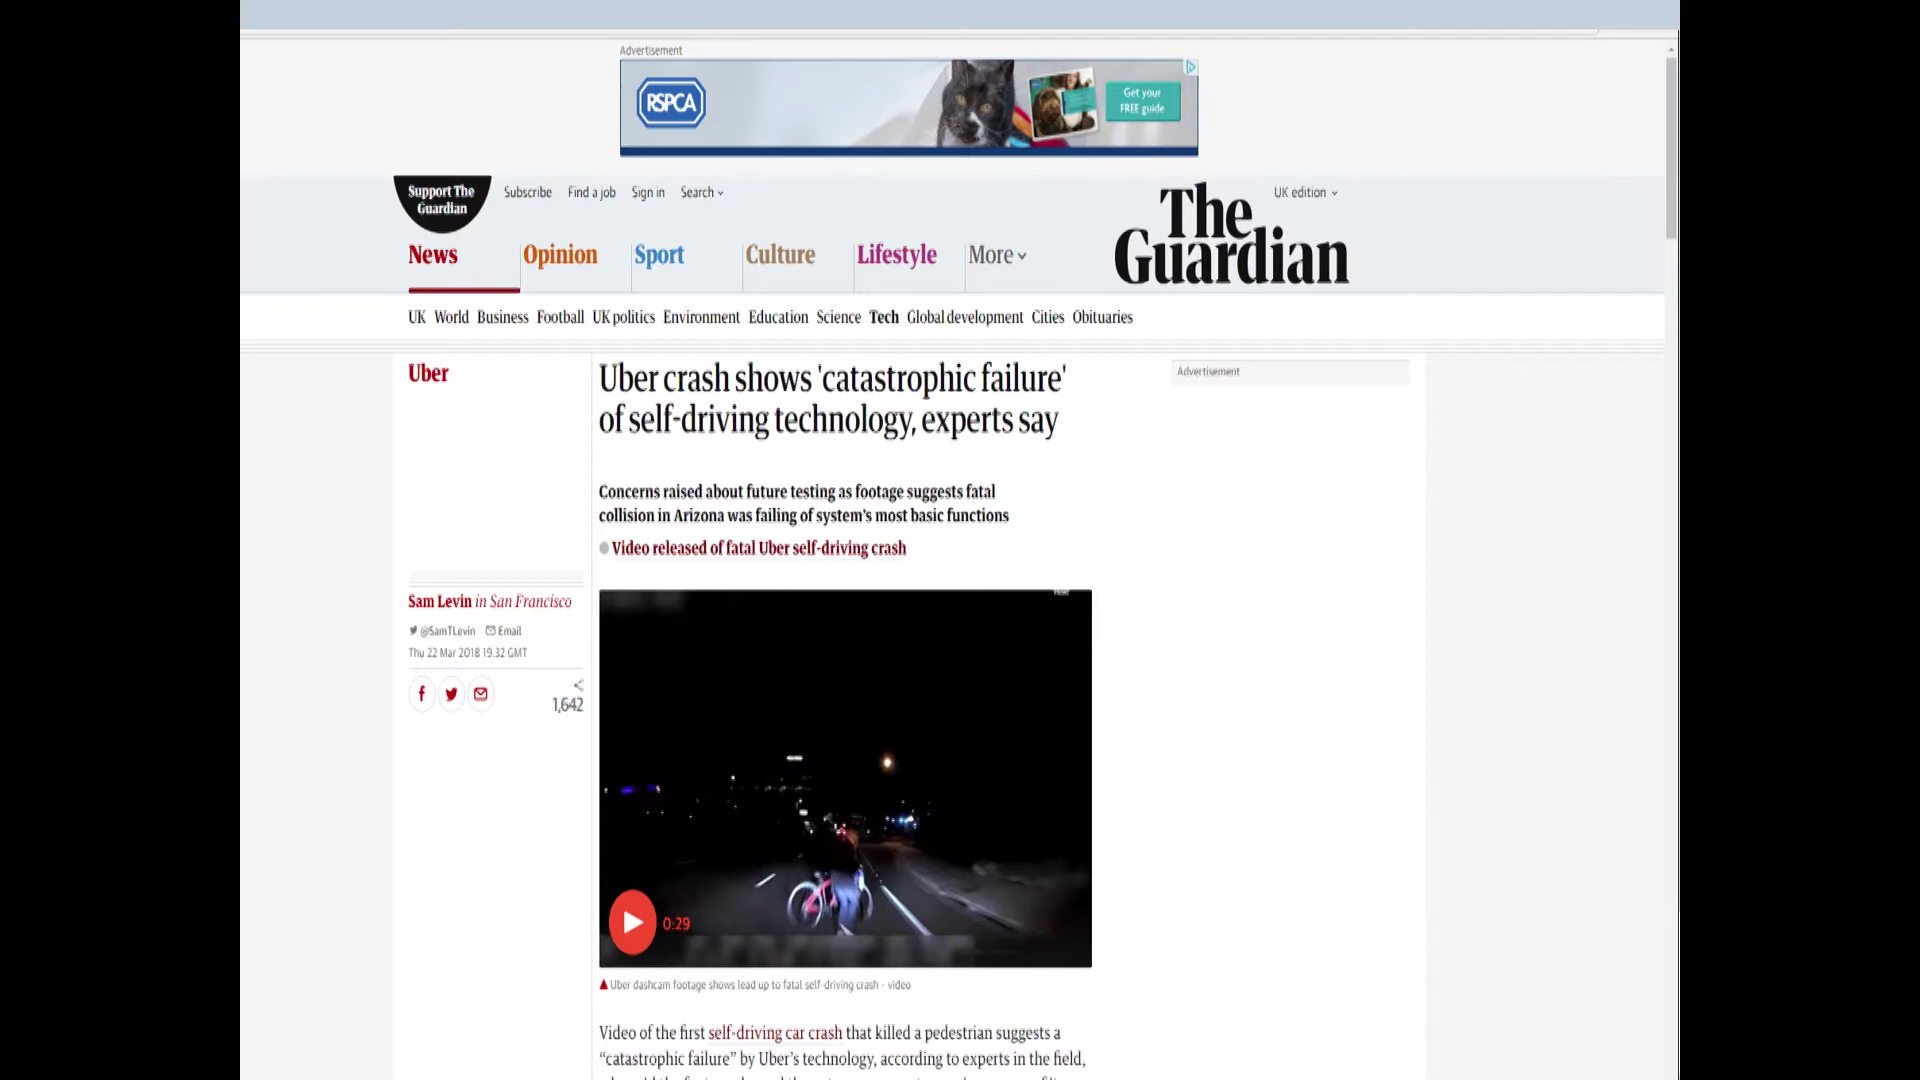 Advertisement
RSPCA
Get your
FREE guide
Support The
Guardian
Subscribe Find a job Sign in Search
UK edition
The
Guardian
News Opinion Sport Culture Lifestyle More
UK World Business Football UK politics Environment Education Science Tech Global development Cities Obituaries
Uber
Uber crash shows 'catastrophic failure'
of self-driving technology, experts say
Advertisement
Concerns raised about future testing as footage suggests fatal
collision in Arizona was failing of system's most basic functions
Video released of fatal Uber self-driving crash
Sam Levin in San Francisco
@SamTLevin Email
Thu 22 Mar 2018 19.32 GMT
1,642
0:29
Uber dashcam footage shows lead up to fatal self-driving crash - video
Video of the first self-driving car crash that killed a pedestrian suggests a
“catastrophic failure” by Uber's technology, according to experts in the field,